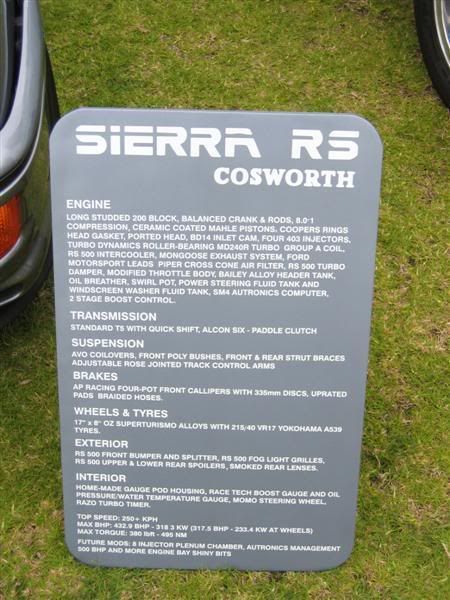 SIERRA RS
COSWORTH
ENGINE
LONG STUDDED 200 BLOCK, BALANCED CRANK & RODS, 8.0-1
COMPRESSION, CERAMIC COATED MAHLE PISTONS. COOPERS RINGS
HEAD GASKET, PORTED HEAD, BD14 INLET CAM, FOUR 403 INJECTORS,
TURBO DYNAMICS ROLLER-BEARING MD240R TURBO GROUP A COIL,
RS 500 INTERCOOLER, MONGOOSE EXHAUST SYSTEM, FORD
MOTORSPORT LEADS PIPER CROSS CONE AIR FILTER, RS 500 TURBO
DAMPER, MODIFIED THROTTLE BODY, BAILEY ALLOY HEADER TANK,
OIL BREATHER, SWIRL POT, POWER STEERING FLUID TANK AND
WINDSCREEN WASHER FLUID TANK, SM4 AUTRONICS COMPUTER,
2 STAGE BOOST CONTROL.
TRANSMISSION
STANDARD T5 WITH QUICK SHIFT, ALCON SIX - PADDLE CLUTCH
SUSPENSION
AVO COILOVERS, FRONT POLY BUSHES, FRONT & REAR STRUT BRACES
ADJUSTABLE ROSE JOINTED TRACK CONTROL ARMS
BRAKES
AP RACING FOUR-POT FRONT CALLIPERS WITH 335mm DISCS, UPRATED
PADS BRAIDED HOSES.
WHEELS & TYRES
17" x 8" OZ SUPERTURISMO ALLOYS WITH 215/40 VR17 YOKOHAMA A539
TYRES.
EXTERIOR
RS 500 FRONT BUMPER AND SPLITTER, RS 500 FOG LIGHT GRILLES,
RS 500 UPPER & LOWER REAR SPOILERS, SMOKED REAR LENSES.
INTERIOR
HOME-MADE GAUGE POD HOUSING, RACE TECH BOOST GAUGE AND OIL
PRESSURE/WATER TEMPERATURE GAUGE, MOMO STEERING WHEEL,
RAZO TURBO TIMER.
TOP SPEED: 250+ KPH
MAX BHP: 432.9 BHP - 318 3 KW (317.5 BHP - 233.4 KW AT WHEELS)
MAX TORQUE: 380 lbft - 495 NM
FUTURE MODS: 8 INJECTOR PLENUM CHAMBER, AUTRONICS MANAGEMENT
500 BHP AND MORE ENGINE BAY SHINY BITS